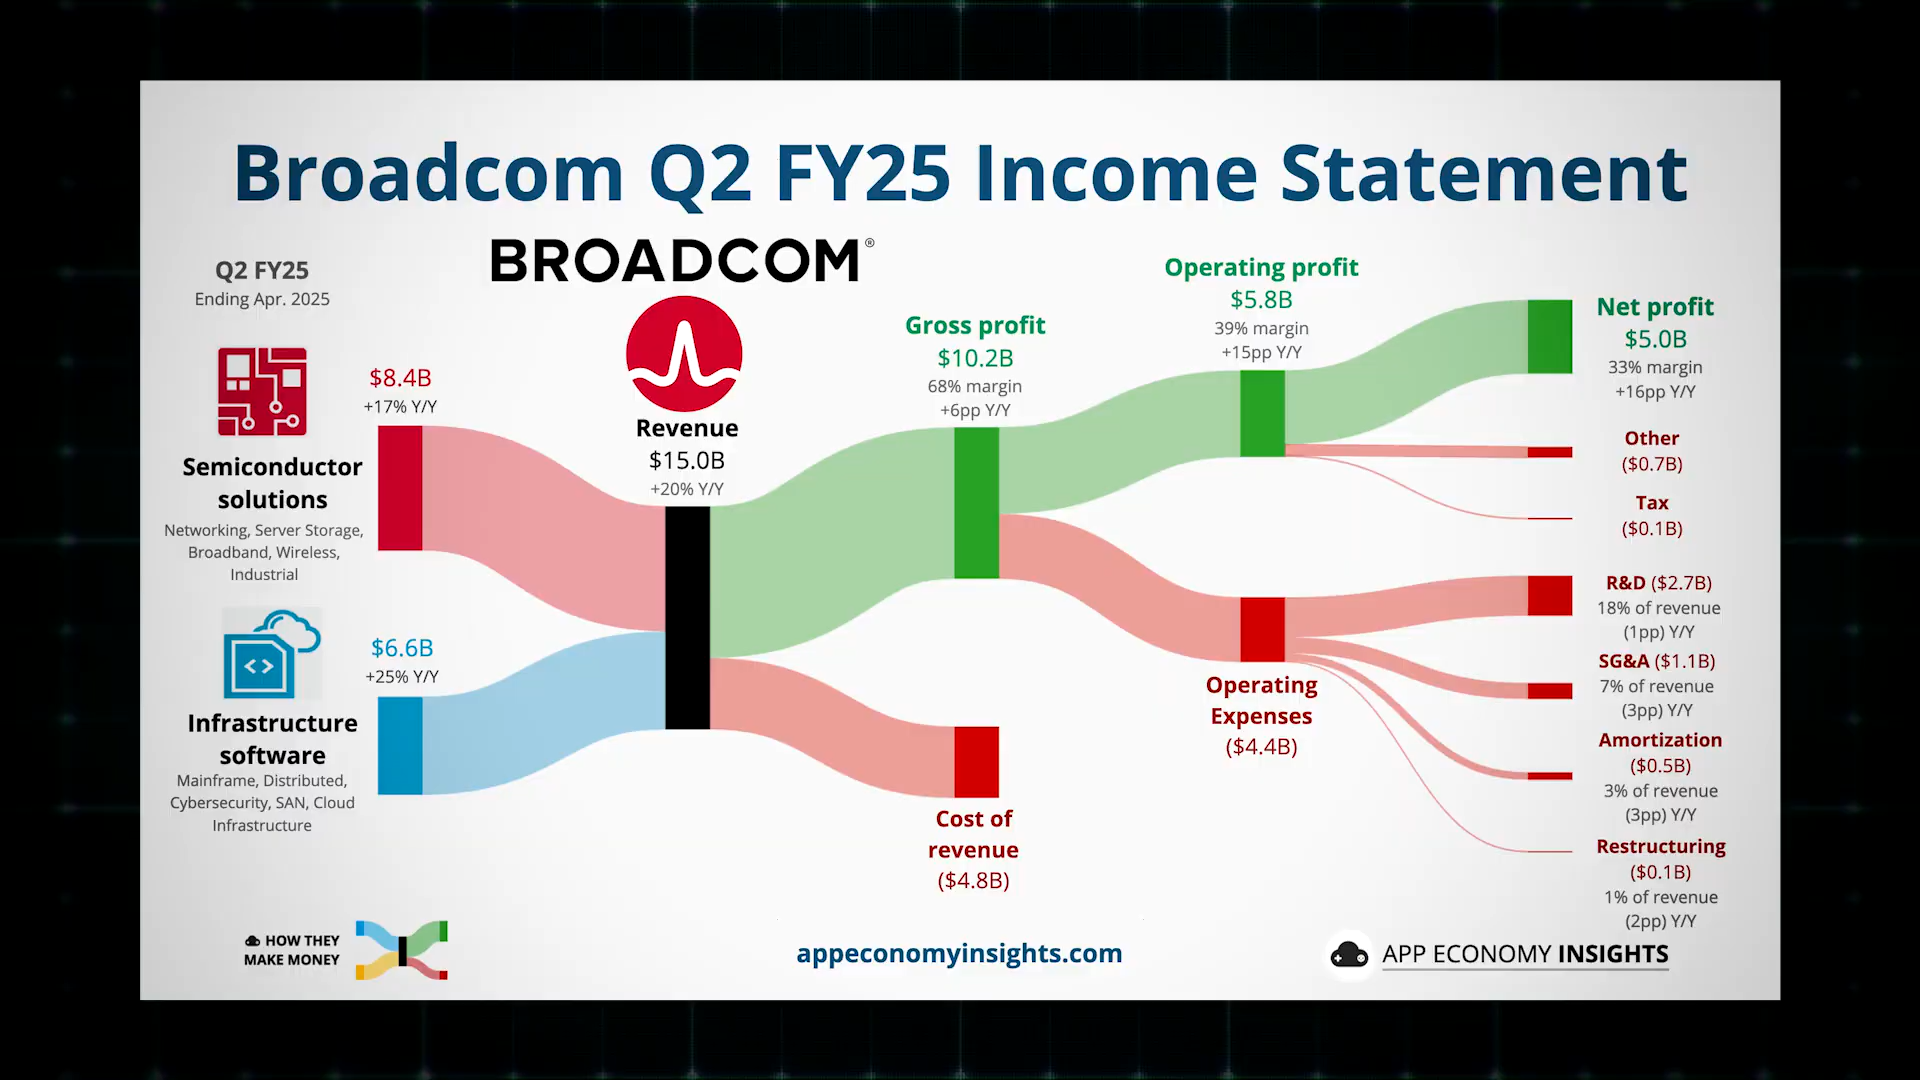 Broadcom Q2 FY25 Income Statement
Q2 FY25
Ending Apr. 2025
BROADCOM®
$8.4B
+17% Y/Y
Semiconductor
solutions
Networking, Server Storage,
Broadband, Wireless,
Industrial
$6.6B
+25% Y/Y
Infrastructure
software
Mainframe, Distributed,
Cybersecurity, SAN, Cloud
Infrastructure
Revenue
$15.0B
+20% Y/Y
Gross profit
$10.2B
68% margin
+6pp Y/Y
Cost of
revenue
($4.8B)
Operating profit
$5.8B
39% margin
+15pp Y/Y
Operating
Expenses
($4.4B)
Net profit
$5.0B
33% margin
+16pp Y/Y
Other
($0.7B)
Tax
($0.1B)
R&D ($2.7B)
18% of revenue
(1pp) Y/Y
SG&A ($1.1B)
7% of revenue
(3pp) Y/Y
Amortization
($0.5B)
3% of revenue
(3pp) Y/Y
Restructuring
($0.1B)
1% of revenue
(2pp) Y/Y
HOW THEY
MAKE MONEY
appeconomyinsights.com
APP ECONOMY INSIGHTS